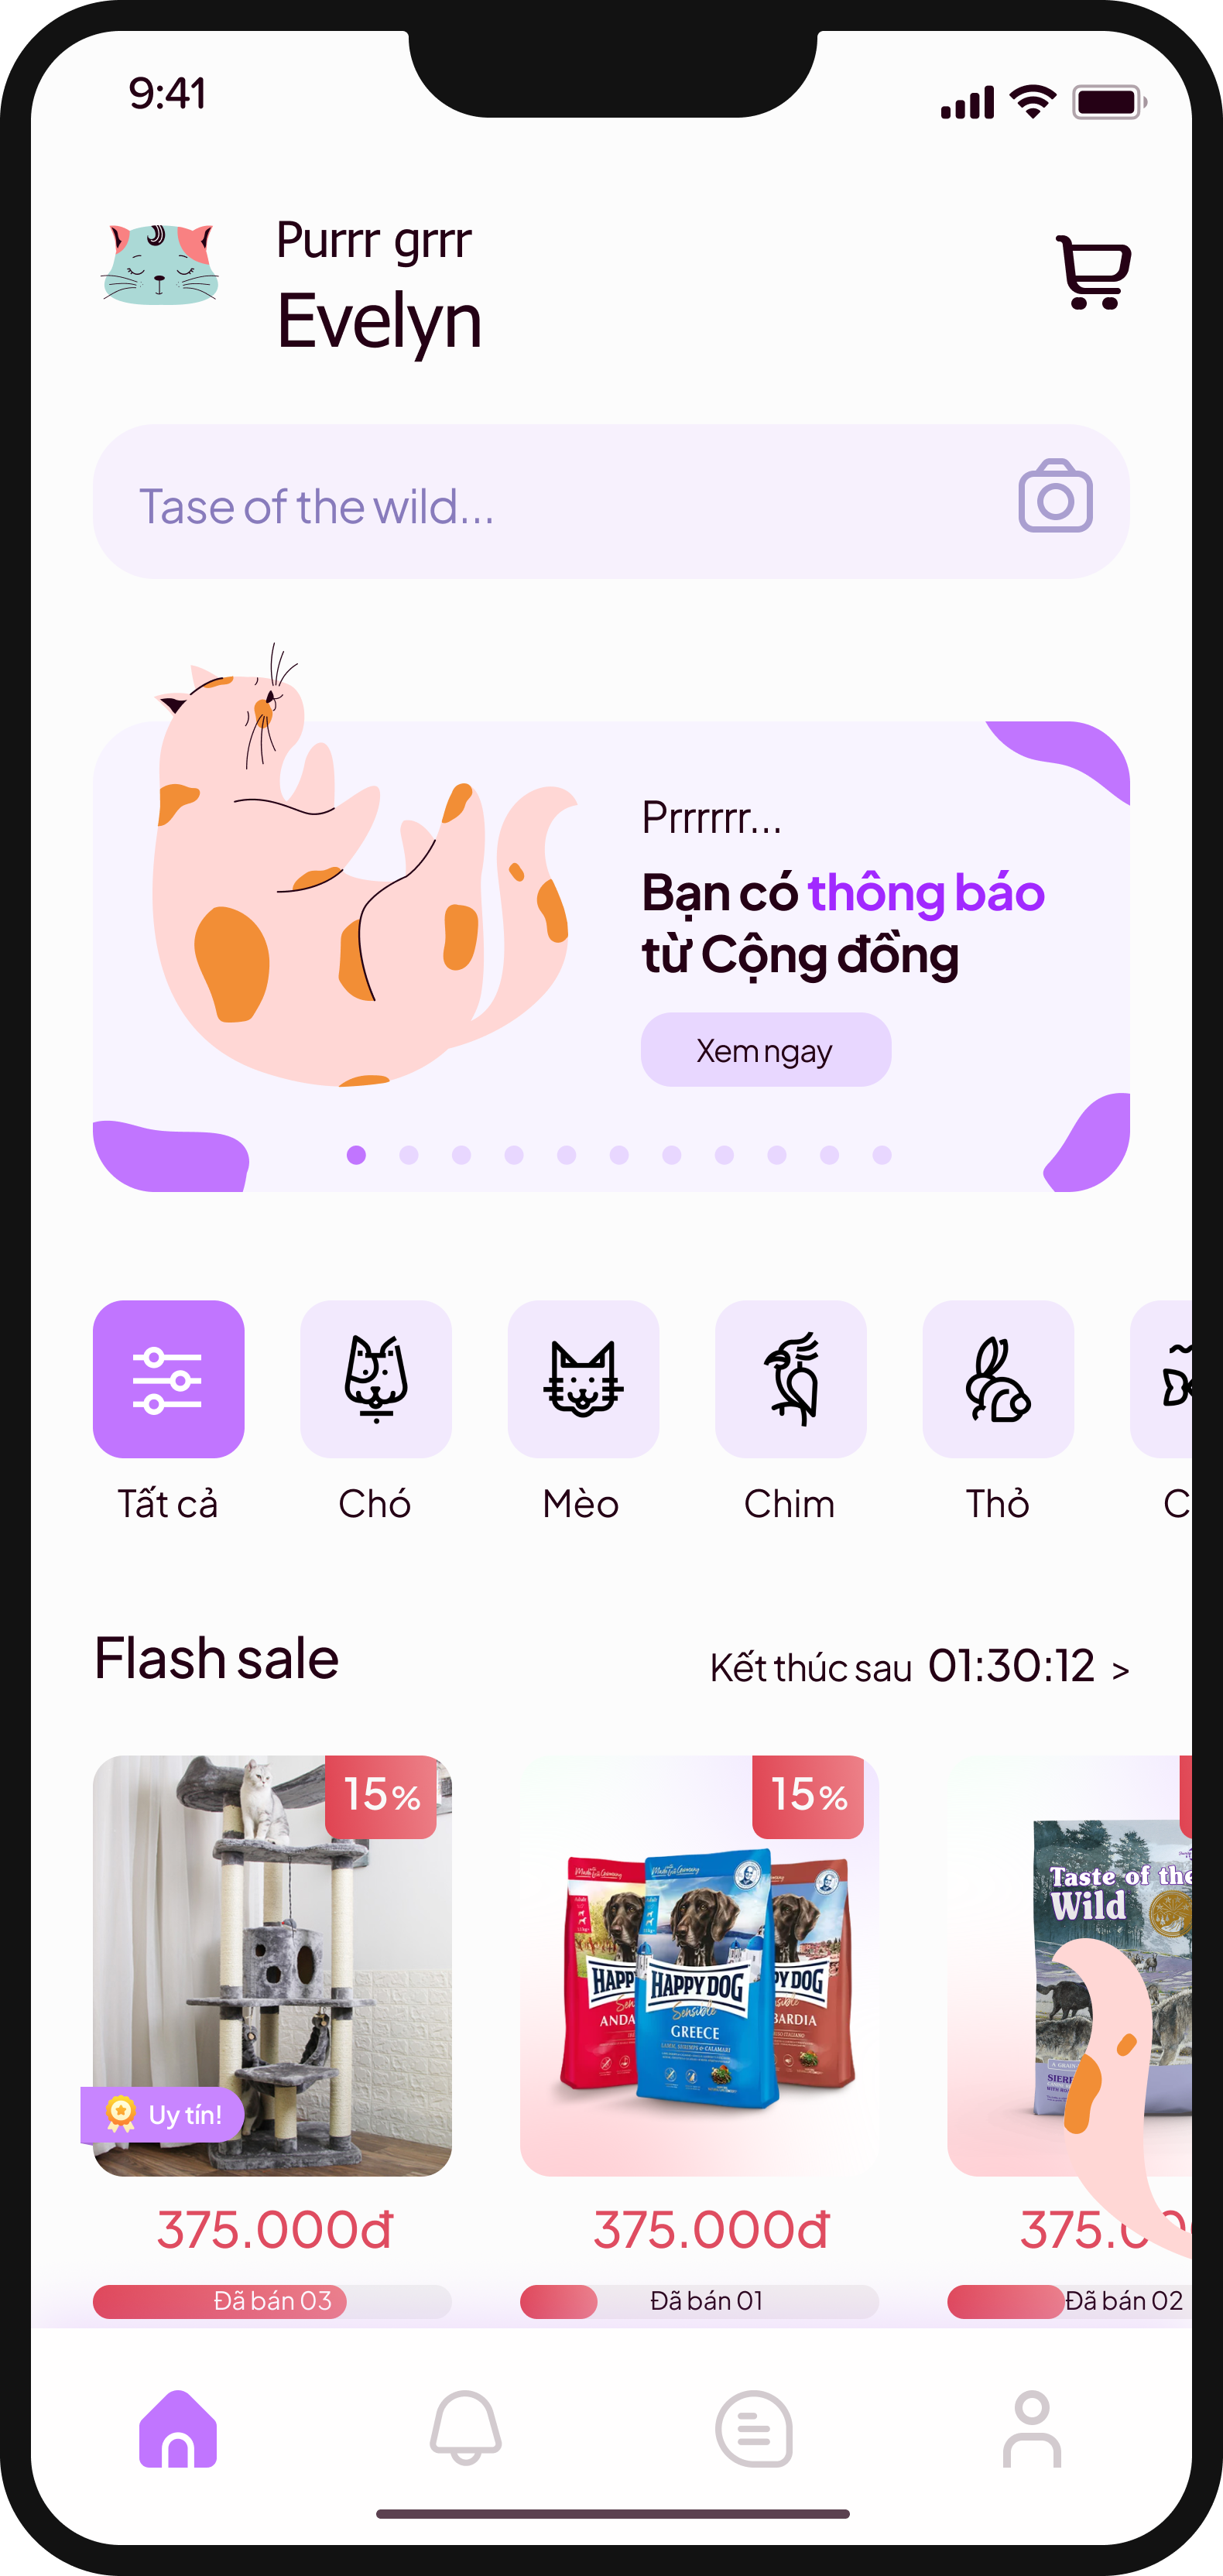 9:41
Purrr grrr
Evelyn
Tase of the wild...
Prrrrrr...
Bạn có thông báo
từ Cộng đồng
Xem ngay
Tất cả
Chó
Mèo
Chim
Thỏ
C
Flash sale
Kết thúc sau 01:30:12 >
15%
Uy tín!
375.000đ
Đã bán 03
15%
HAPPY DOG
Sensible
GREECE
375.000đ
Đã bán 01
Taste of the
Wild
375.00
Đã bán 02